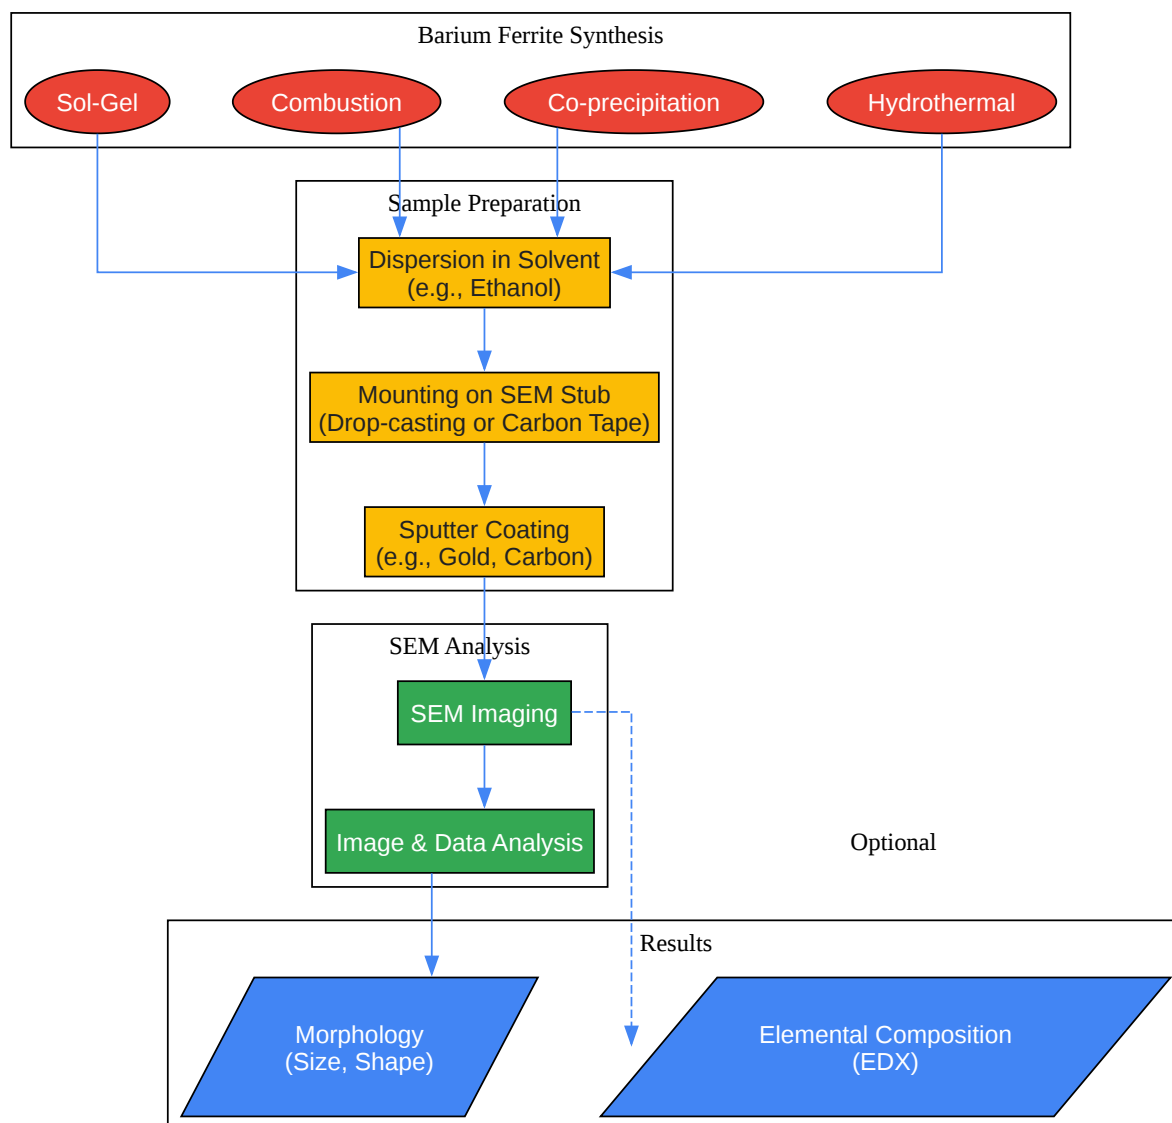 Barium Ferrite Synthesis
Sol-Gel
Combustion
Co-precipitation
Hydrothermal
Sample Preparation
Dispersion in Solvent
(e.g., Ethanol)
Mounting on SEM Stub
(Drop-casting or Carbon Tape)
Sputter Coating
(e.g., Gold, Carbon)
SEM Analysis
SEM Imaging
Image & Data Analysis
Optional
Results
Morphology
(Size, Shape)
Elemental Composition
(EDX)